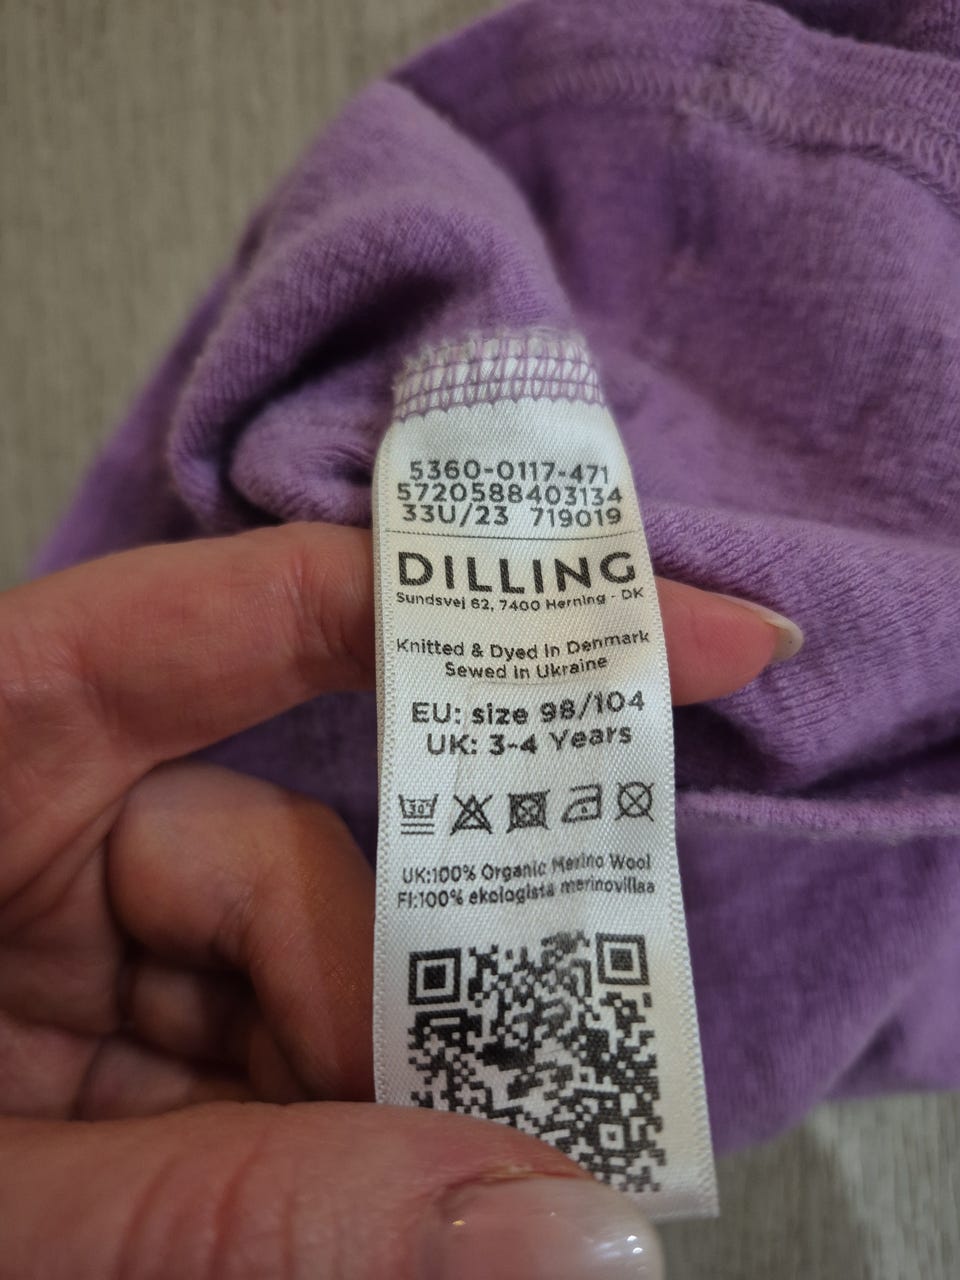 5360-0117-471
5720588403134
33U/23 719019
DILLING
Sundsvej 62, 7400 Herning - DK
Knitted & Dyed In Denmark
Sewed in Ukraine
EU: size 98/104
UK: 3-4 Years
30°
UK:100% Organic Merino Wool
FI:100% ekologista merinovillaa